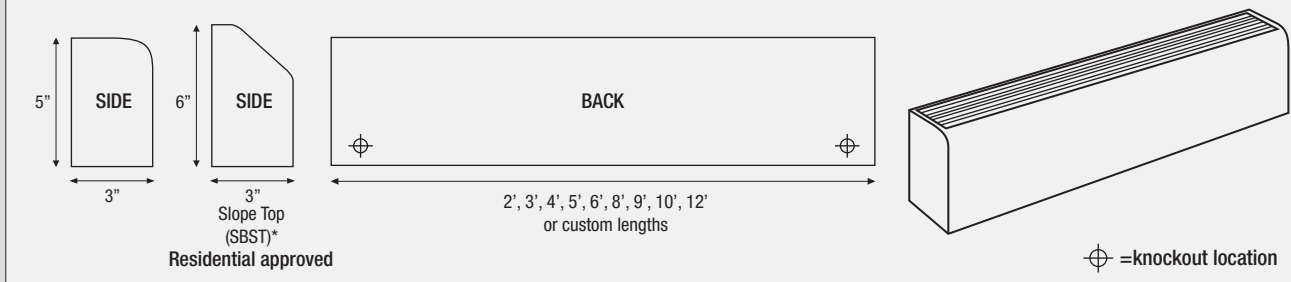 5”
SIDE
3”
6”
SIDE
3”
Slope Top
(SBST)*
Residential approved
BACK
2’, 3’, 4’, 5’, 6’, 8’, 9’, 10’, 12’
or custom lengths
=knockout location